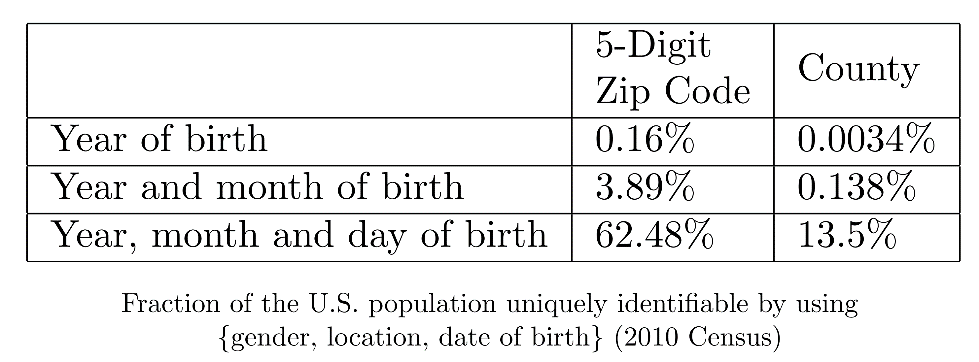 5-Digit
Zip Code
County
Year of birth 0.16% 0.0034%
Year and month of birth 3.89% 0.138%
Year, month and day of birth 62.48% 13.5%
Fraction of the U.S. population uniquely identifiable by using
{gender, location, date of birth} (2010 Census)